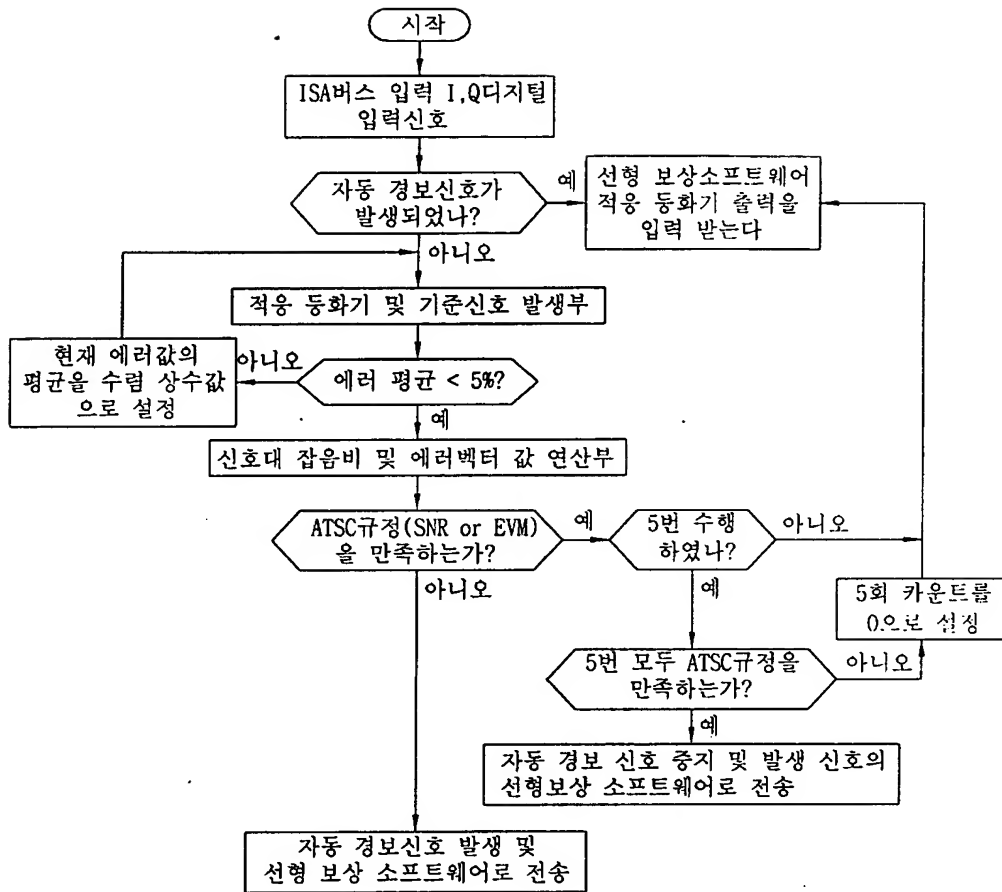 시작
ISA버스 입력 I,Q디지털
입력신호
자동 경보신호가
발생되었나?
예
선형 보상소프트웨어
적응 등화기 출력을
입력 받는다
아니오
적응 등화기 및 기준신호 발생부
현재 에러값의
평균을 수렴 상수값
으로 설정
아니오
에러 평균 < 5%?
예
신호대 잡음비 및 에러벡터 값 연산부
ATSC규정(SNR or EVM)
을 만족하는가?
예
5번 수행
하였나?
아니오
아니오
예
5회 카운트를
0으로 설정
5번 모두 ATSC규정을
만족하는가?
아니오
예
자동 경보 신호 중지 및 발생 신호의
선형보상 소프트웨어로 전송
자동 경보신호 발생 및
선형 보상 소프트웨어로 전송